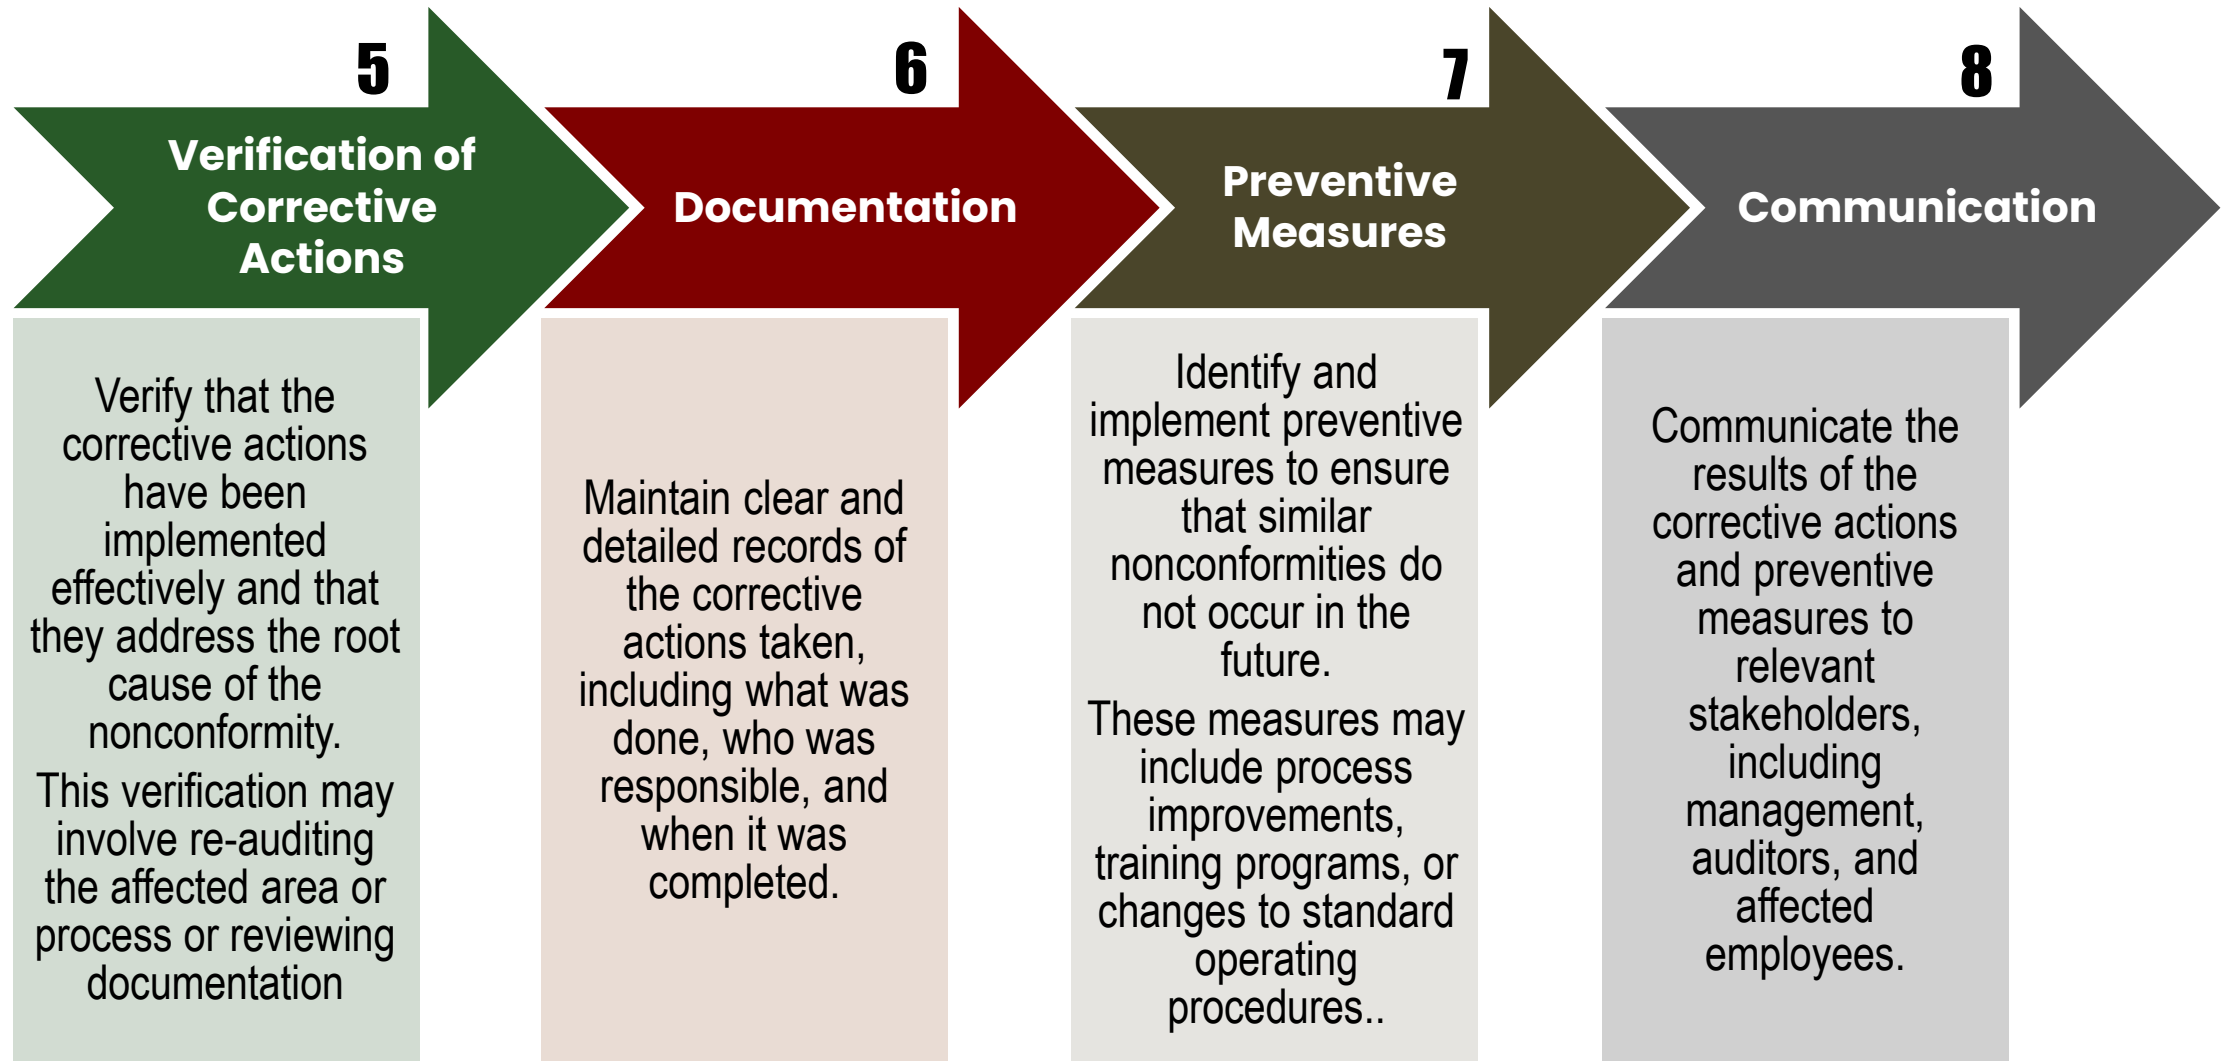 5
Verification of
Corrective
Actions
Verify that the
corrective actions
have been
implemented
effectively and that
they address the root
cause of the
nonconformity.
This verification may
involve re-auditing
the affected area or
process or reviewing
documentation
6
Documentation
Maintain clear and
detailed records of
the corrective
actions taken,
including what was
done, who was
responsible, and
when it was
completed.
7
Preventive
Measures
Identify and
implement preventive
measures to ensure
that similar
nonconformities do
not occur in the
future.
These measures may
include process
improvements,
training programs, or
changes to standard
operating
procedures..
8
Communication
Communicate the
results of the
corrective actions
and preventive
measures to
relevant
stakeholders,
including
management,
auditors, and
affected
employees.